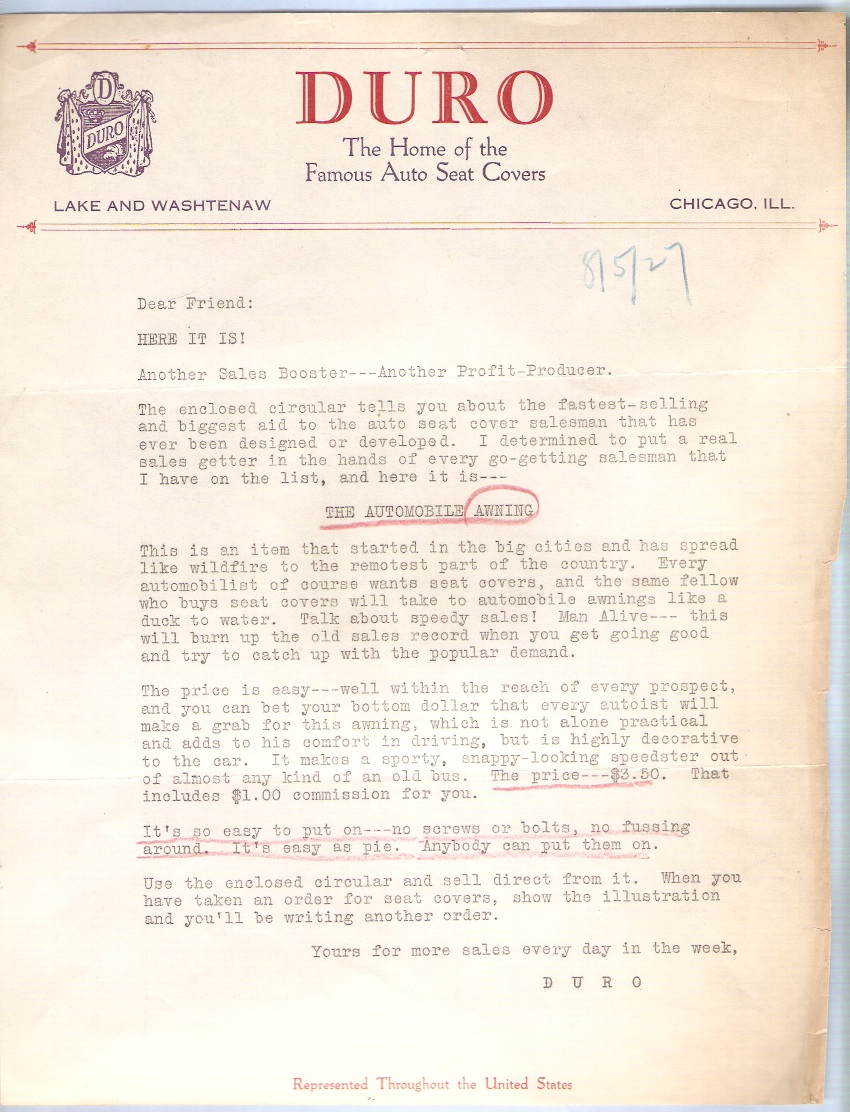 D
DURO
DURO
The Home of the
Famous Auto Seat Covers
LAKE AND WASHTENAW
CHICAGO, ILL.
8/5/27
Dear Friend:
HERE IT IS!
Another Sales Booster---Another Profit-Producer.
The enclosed circular tells you about the fastest-selling
and biggest aid to the auto seat cover salesman that has
ever been designed or developed.  I determined to put a real
sales getter in the hands of every go-getting salesman that
I have on the list, and here it is---
THE AUTOMOBILE AWNING
This is an item that started in the big cities and has spread
like wildfire to the remotest part of the country.  Every
automobilist of course wants seat covers, and the same fellow
who buys seat covers will take to automobile awnings like a
duck to water.  Talk about speedy sales!  Man Alive--- this
will burn up the old sales record when you get going good
and try to catch up with the popular demand.
The price is easy---well within the reach of every prospect,
and you can bet your bottom dollar that every autoist will
make a grab for this awning, which is not alone practical
and adds to his comfort in driving, but is highly decorative
to the car.  It makes a sporty, snappy-looking speedster out
of almost any kind of an old bus.  The price---$3.50.  That
includes $1.00 commission for you.
It's so easy to put on---no screws or bolts, no fussing
around.  It's easy as pie.  Anybody can put them on.
Use the enclosed circular and sell direct from it.  When you
have taken an order for seat covers, show the illustration
and you'll be writing another order.
Yours for more sales every day in the week,
D U R O
Represented Throughout the United States